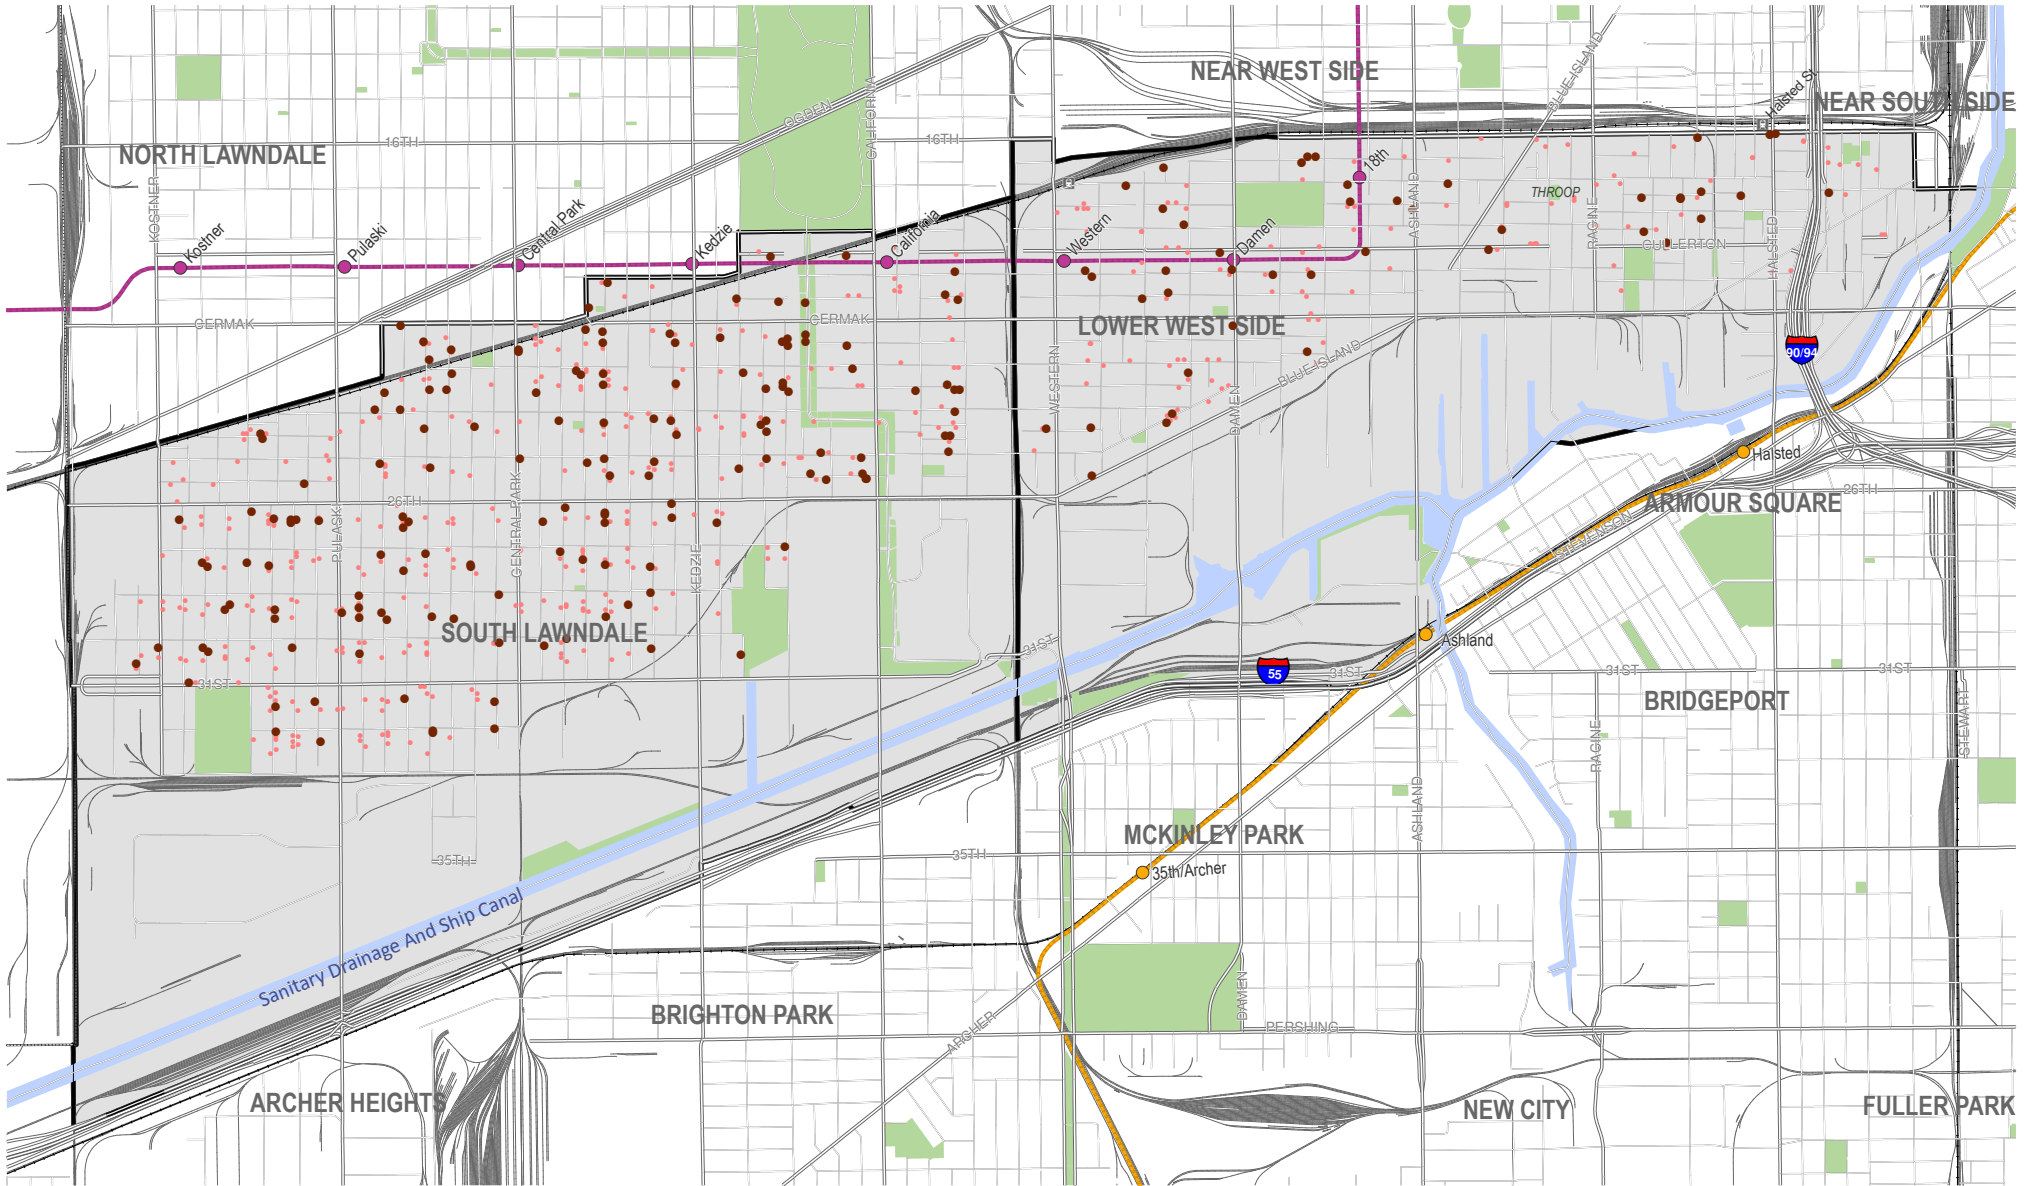 NEAR WEST SIDE
NEAR SOUTH SIDE
BLUE ISLAND
Halsted St
OGDEN
CALIFORNIA
16TH
16TH
NORTH LAWNDALE
18th
KOSTNER
ASHLAND
THROOP
RACINE
HALSTED
CULLERTON
Kostner
Pulaski
Central Park
Kedzie
California
Western
Damen
CERMAK
CERMAK
LOWER WEST SIDE
BLUE ISLAND
90/94
WESTERN
DAMEN
Halsted
26TH
26TH
ARMOUR SQUARE
STEVENSON
PULASK
CENTRAL PARK
KEDZIE
SOUTH LAWNDALE
31ST
Ashland
55
31ST
31ST
31ST
31ST
BRIDGEPORT
STEWART
RACINE
ASHLAND
MCKINLEY PARK
35TH
35TH
35th/Archer
Sanitary Drainage And Ship Canal
BRIGHTON PARK
DAMEN
ARCHER
PERSHING
ARCHER HEIGHTS
NEW CITY
FULLER PARK